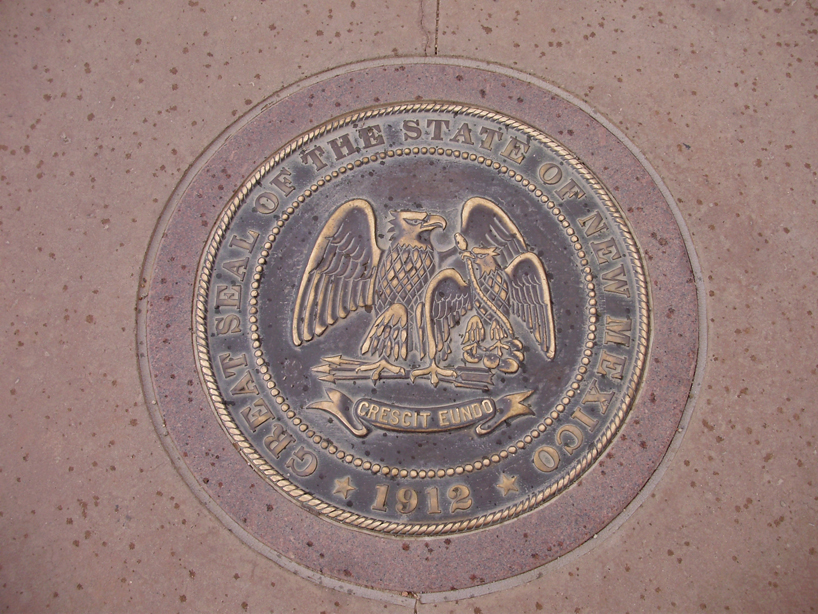 GREAT SEAL OF THE STATE OF NEW MEXICO
CRESCIT EUNDO
1912